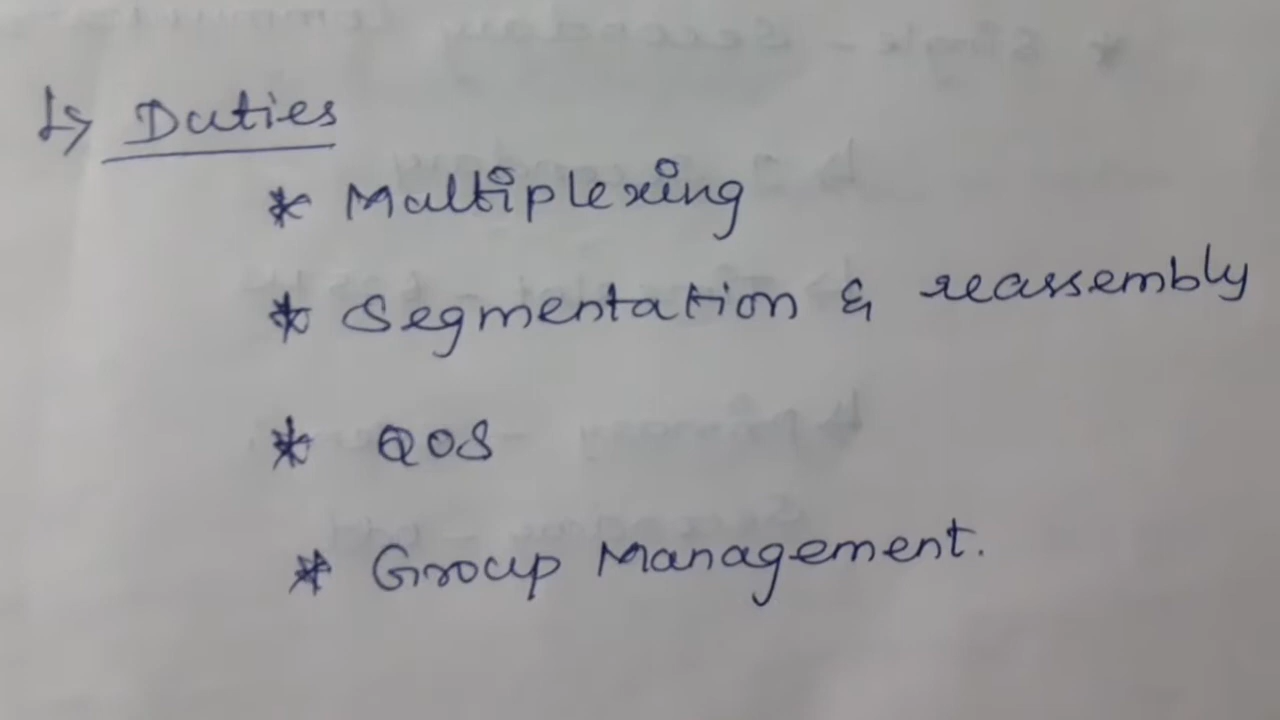 ↳ Duties
* Multiplexing
* Segmentation & reassembly
* QOS
* Group Management.